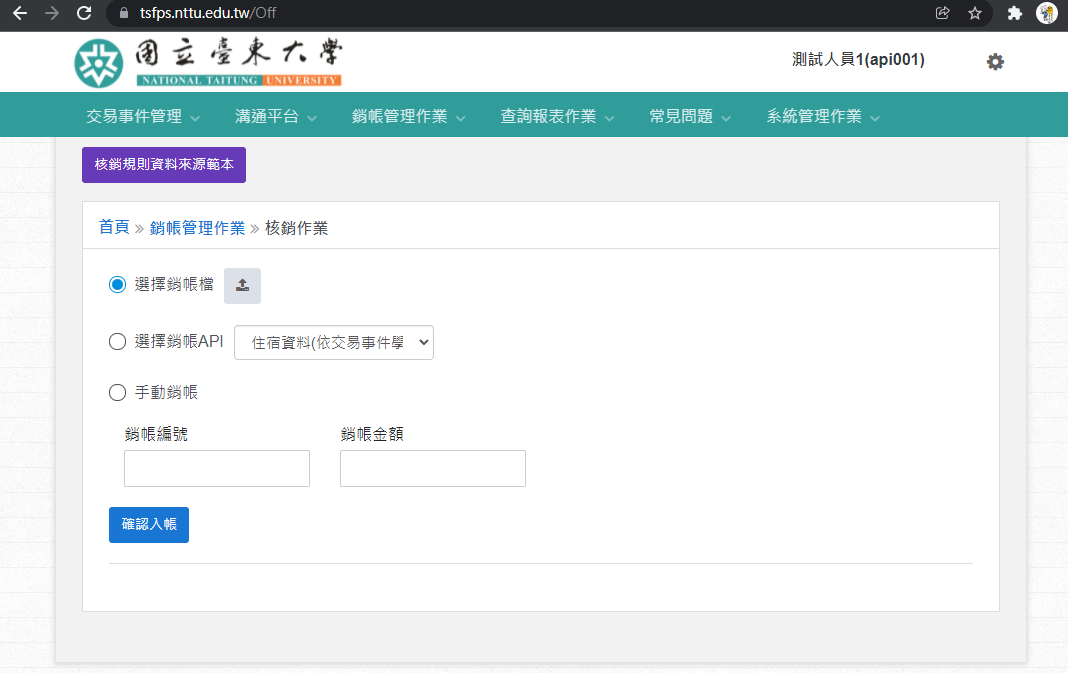 tsfps.nttu.edu.tw/Off
國立臺東大學
NATIONAL TAITUNG UNIVERSITY
測試人員1(api001)
交易事件管理 溝通平台 銷帳管理作業 查詢報表作業 常見問題 系統管理作業
核銷規則資料來源範本
首頁 » 銷帳管理作業 » 核銷作業
選擇銷帳檔
選擇銷帳API 住宿資料(依交易事件學
手動銷帳
銷帳編號 銷帳金額
確認入帳